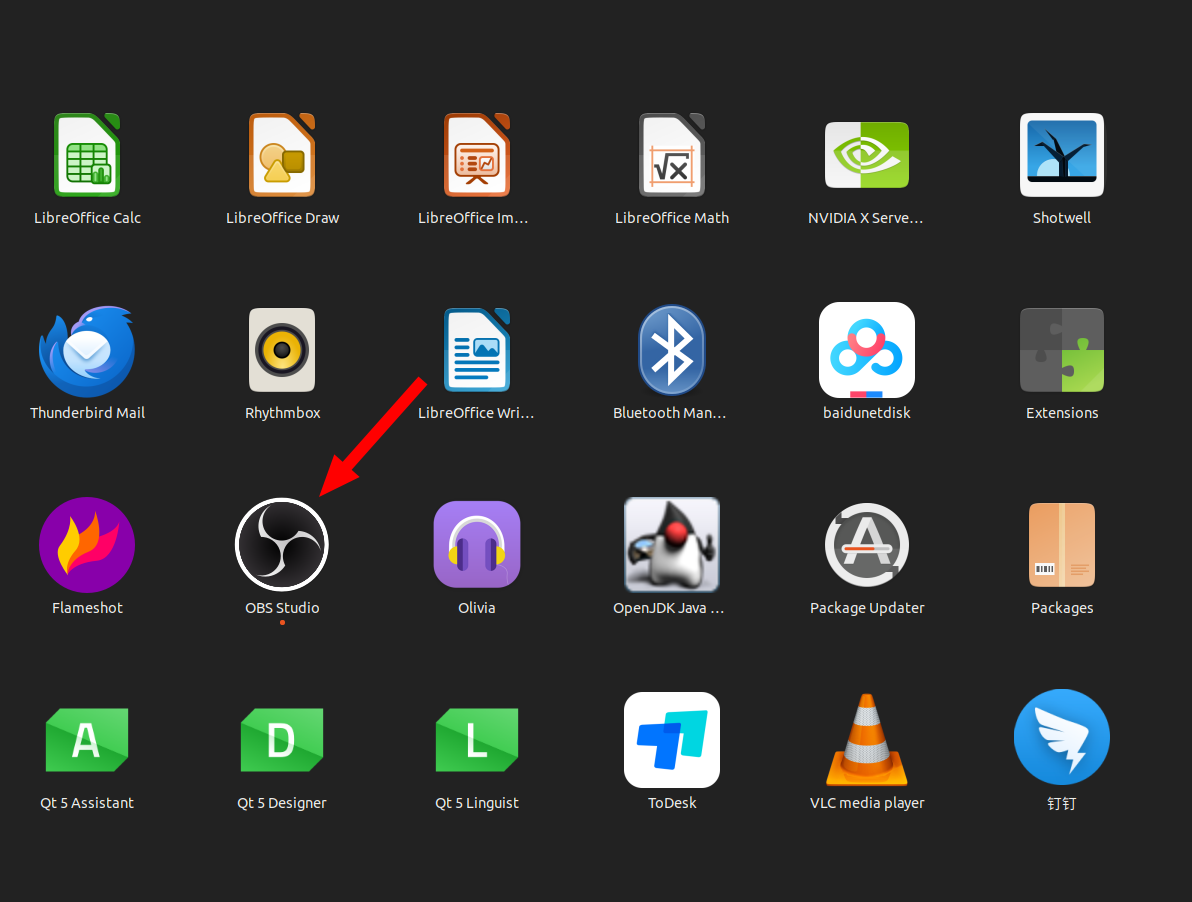 LibreOffice Calc
LibreOffice Draw
LibreOffice Im...
LibreOffice Math
NVIDIA X Serve...
Shotwell
Thunderbird Mail
Rhythmbox
LibreOffice Wri...
Bluetooth Man...
baidunetdisk
Extensions
Flameshot
OBS Studio
Olivia
OpenJDK Java ...
Package Updater
Packages
A
D
L
Qt 5 Assistant
Qt 5 Designer
Qt 5 Linguist
ToDesk
VLC media player
钉钉